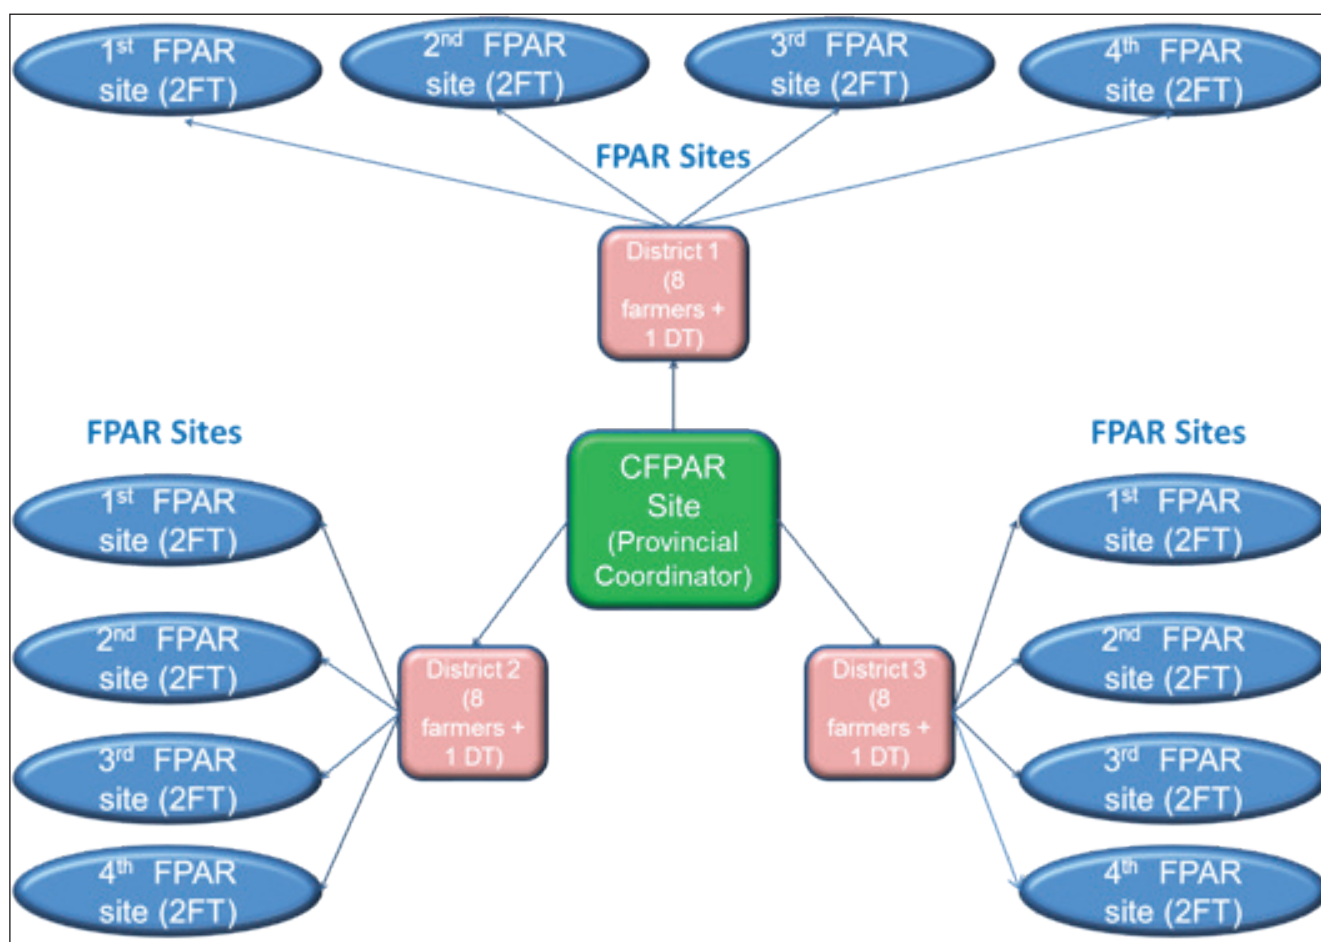 1st FPAR
site (2FT)
2nd FPAR
site (2FT)
3rd FPAR
site (2FT)
4th FPAR
site (2FT)
FPAR Sites
District 1
(8
farmers +
1 DT)
FPAR Sites
1st FPAR
site (2FT)
2nd FPAR
site (2FT)
3rd FPAR
site (2FT)
4th FPAR
site (2FT)
CFPAR
Site
(Provincial
Coordinator)
District 2
(8
farmers +
1 DT)
District 3
(8
farmers +
1 DT)
FPAR Sites
1st FPAR
site (2FT)
2nd FPAR
site (2FT)
3rd FPAR
site (2FT)
4th FPAR
site (2FT)